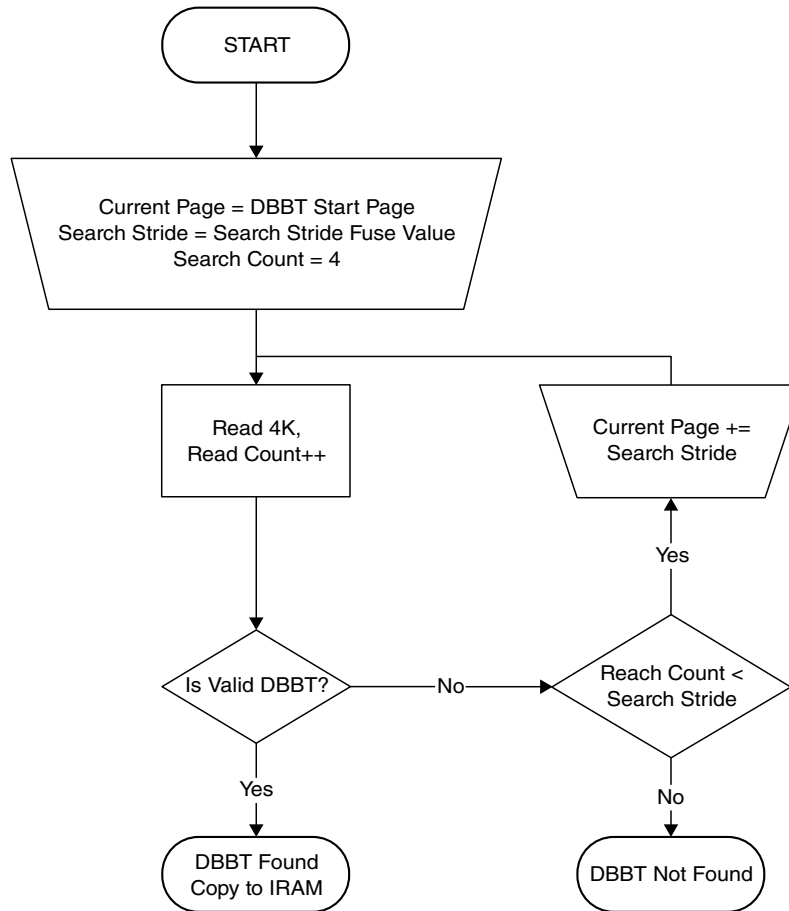 START
Current Page = DBBT Start Page
Search Stride = Search Stride Fuse Value
Search Count = 4
Read 4K,
Read Count++
Current Page +=
Search Stride
Yes
Is Valid DBBT?
No
Reach Count <
Search Stride
Yes
No
DBBT Found
Copy to IRAM
DBBT Not Found